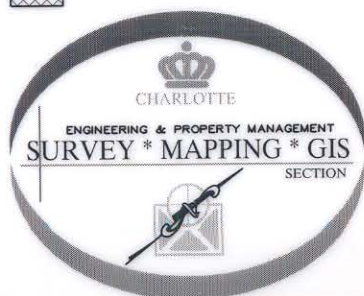 CHARLOTTE
ENGINEERING & PROPERTY MANAGEMENT
SURVEY * MAPPING * GIS
SECTION